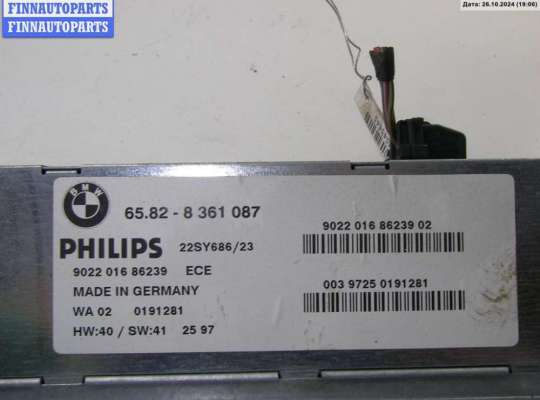 FINNAUTOPARTS
FINNAUTOPARTS
Дата: 26.10.2024 (19:06)
BMW
65.82 - 8 361 087
PHILIPS 22SY686/23
9022 016 86239 ECE
MADE IN GERMANY
WA 02 0191281
HW:40 / SW:41 25 97
9022 016 86239 02
003 9725 0191281